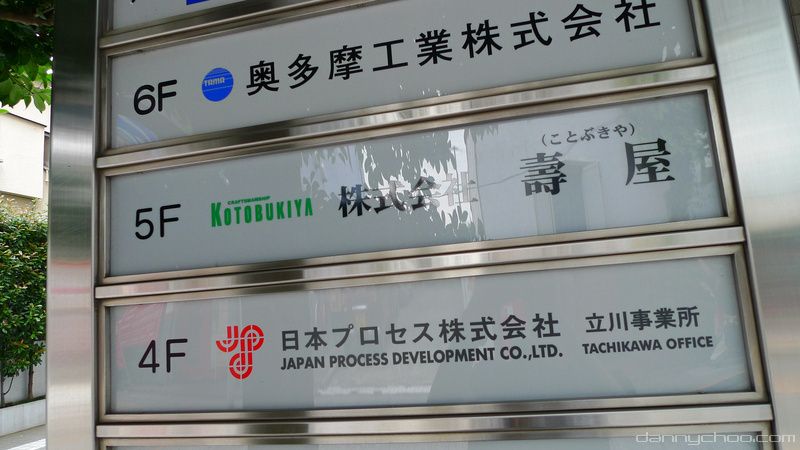 6F TAMA 奥多摩工業株式会社
(ことぶきや)
CRAFTSMANSHIP
5F KOTOBUKIYA 株式会社 壽屋
4F 日本プロセス株式会社 立川事業所
JAPAN PROCESS DEVELOPMENT CO.,LTD. TACHIKAWA OFFICE
dannychoo.com